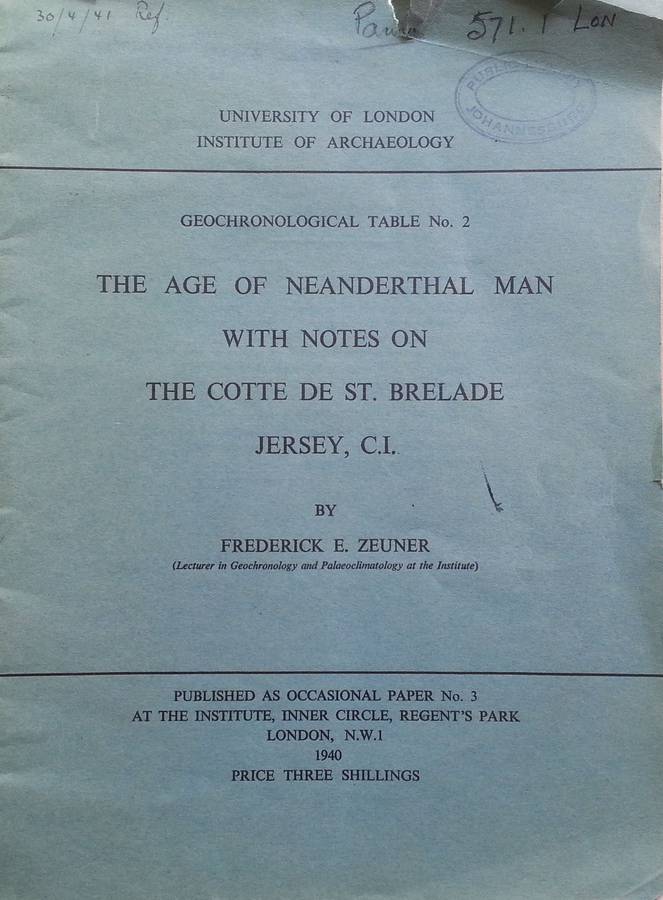 30/4/41 Ref.
571.1 LON
PUBLIC
JOHANNESBURG
UNIVERSITY OF LONDON
INSTITUTE OF ARCHAEOLOGY
GEOCHRONOLOGICAL TABLE No. 2
THE AGE OF NEANDERTHAL MAN
WITH NOTES ON
THE COTTE DE ST. BRELADE
JERSEY, C.I.
BY
FREDERICK E. ZEUNER
(Lecturer in Geochronology and Palaeoclimatology at the Institute)
PUBLISHED AS OCCASIONAL PAPER No. 3
AT THE INSTITUTE, INNER CIRCLE, REGENT'S PARK
LONDON, N.W.1
1940
PRICE THREE SHILLINGS